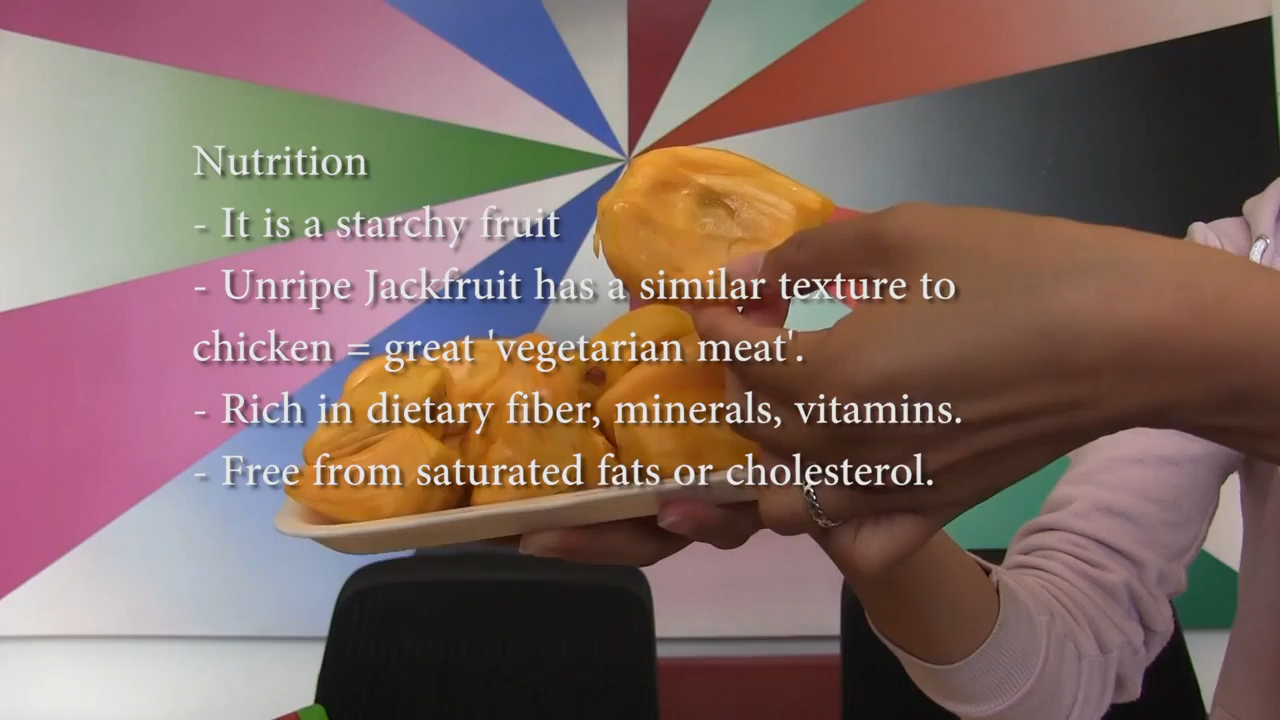 Nutrition
- It is a starchy fruit
- Unripe Jackfruit has a similar texture to
chicken = great 'vegetarian meat'.
- Rich in dietary fiber, minerals, vitamins.
- Free from saturated fats or cholesterol.